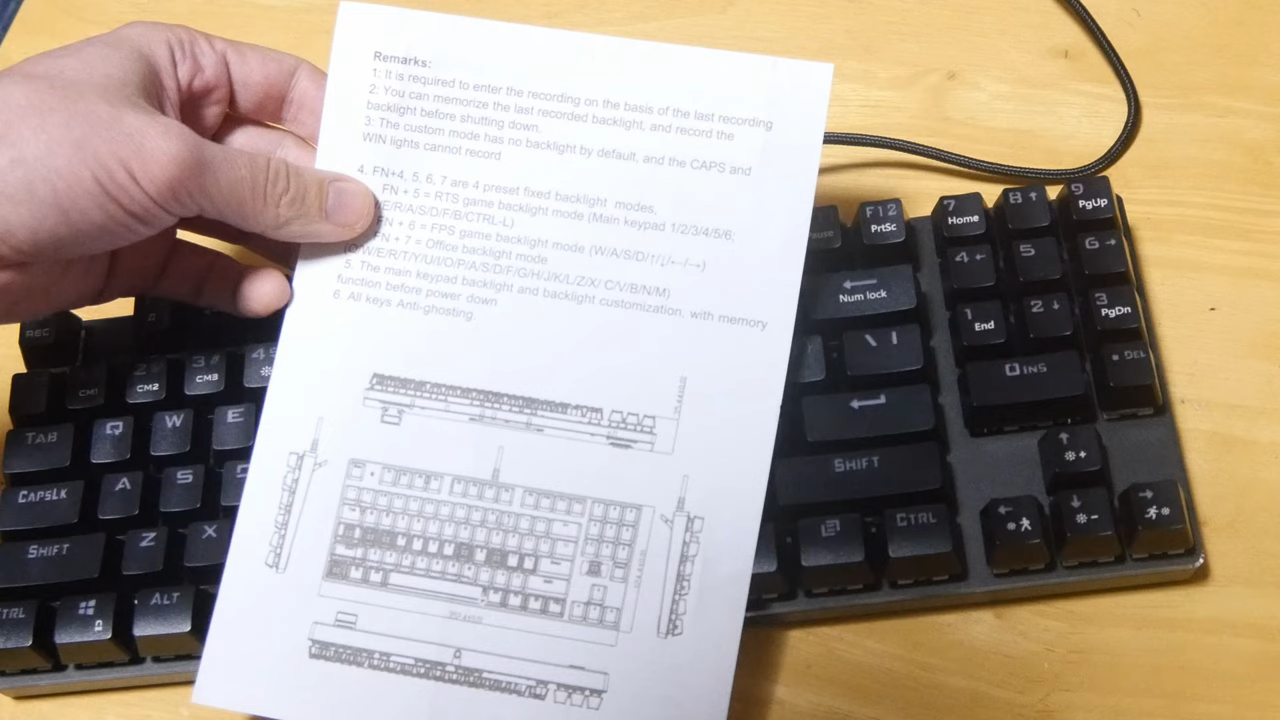 Remarks:
1: It is required to enter the recording on the basis of the last recording
2: You can memorize the last recorded backlight, and record the
backlight before shutting down.
3: The custom mode has no backlight by default, and the CAPS and
WIN lights cannot record
4. FN+4, 5, 6, 7 are 4 preset fixed backlight modes,
FN + 5 = RTS game backlight mode (Main keypad 1/2/3/4/5/6;
/E/R/A/S/D/F/B/CTRL-L)
FN + 6 = FPS game backlight mode (W/A/S/D/↑/↓/←/→)
FN + 7 = Office backlight mode
W/E/R/T/Y/U/I/O/P/A/S/D/F/G/H/J/K/L/Z/X/ C/V/B/N/M)
5. The main keypad backlight and backlight customization, with memory
function before power down
6. All keys Anti-ghosting.
REC
CM1
2
CM2
3 #
CM3
4
TAB
Q
W
E
CAPSLK
A
S
SHIFT
Z
X
CTRL
ALT
F12
PrtSc
7
Home
8 ↑
9
PgUp
←
Num lock
4 ←
5
6 →
\ |
1
End
2 ↓
3
PgDn
0 INS
DEL
SHIFT
CTRL
↑
+
←
↓
-
→